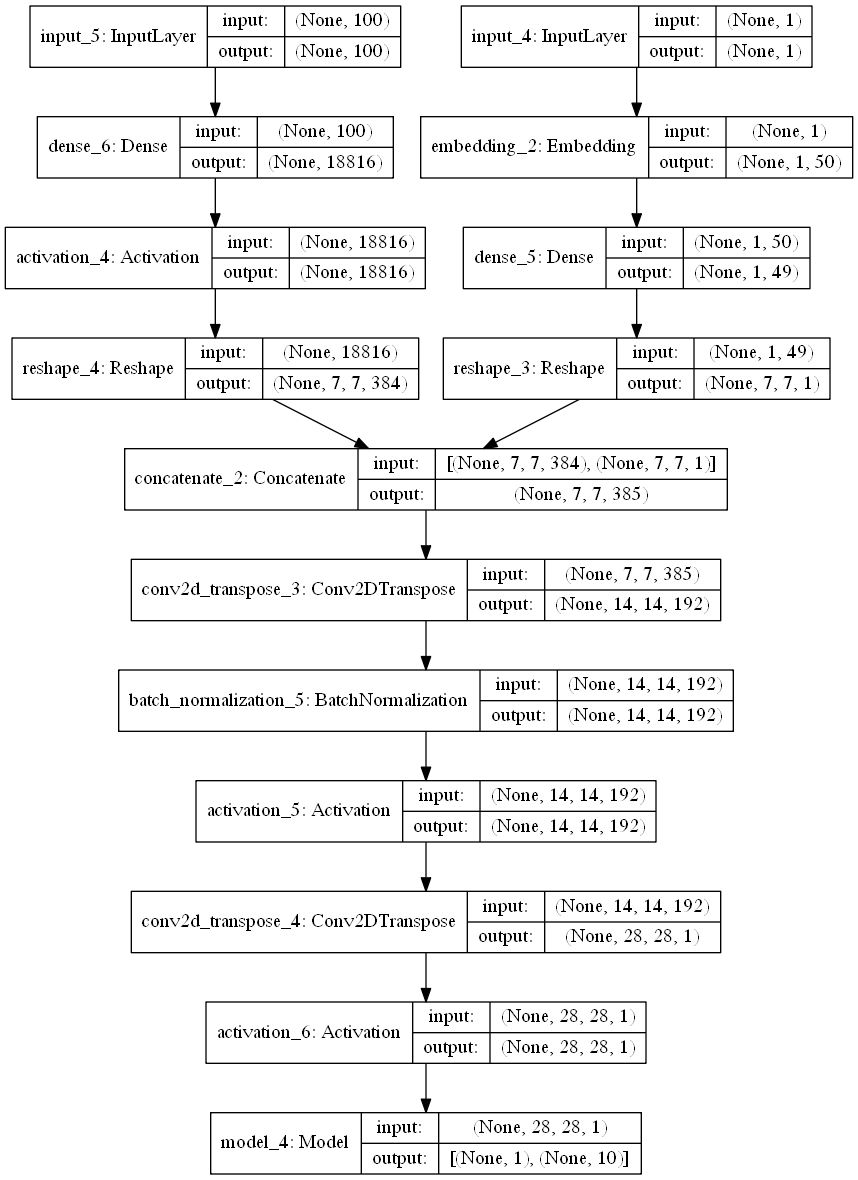 input_5: InputLayer
input: (None, 100)
output: (None, 100)
input_4: InputLayer
input: (None, 1)
output: (None, 1)
dense_6: Dense
input: (None, 100)
output: (None, 18816)
embedding_2: Embedding
input: (None, 1)
output: (None, 1, 50)
activation_4: Activation
input: (None, 18816)
output: (None, 18816)
dense_5: Dense
input: (None, 1, 50)
output: (None, 1, 49)
reshape_4: Reshape
input: (None, 18816)
output: (None, 7, 7, 384)
reshape_3: Reshape
input: (None, 1, 49)
output: (None, 7, 7, 1)
concatenate_2: Concatenate
input: [(None, 7, 7, 384), (None, 7, 7, 1)]
output: (None, 7, 7, 385)
conv2d_transpose_3: Conv2DTranspose
input: (None, 7, 7, 385)
output: (None, 14, 14, 192)
batch_normalization_5: BatchNormalization
input: (None, 14, 14, 192)
output: (None, 14, 14, 192)
activation_5: Activation
input: (None, 14, 14, 192)
output: (None, 14, 14, 192)
conv2d_transpose_4: Conv2DTranspose
input: (None, 14, 14, 192)
output: (None, 28, 28, 1)
activation_6: Activation
input: (None, 28, 28, 1)
output: (None, 28, 28, 1)
model_4: Model
input: (None, 28, 28, 1)
output: [(None, 1), (None, 10)]